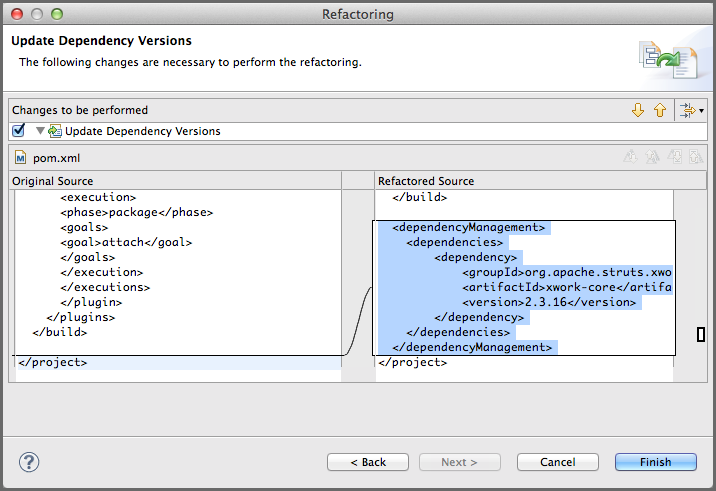 Refactoring
Update Dependency Versions
The following changes are necessary to perform the refactoring.
Changes to be performed
Update Dependency Versions
pom.xml
Original Source
<execution>
<phase>package</phase>
<goals>
<goal>attach</goal>
</goals>
</execution>
</executions>
</plugin>
</plugins>
</build>
</project>
Refactored Source
</build>
<dependencyManagement>
<dependencies>
<dependency>
<groupId>org.apache.struts.xwo
<artifactId>xwork-core</artifa
<version>2.3.16</version>
</dependency>
</dependencies>
</dependencyManagement>
</project>
?
< Back
Next >
Cancel
Finish